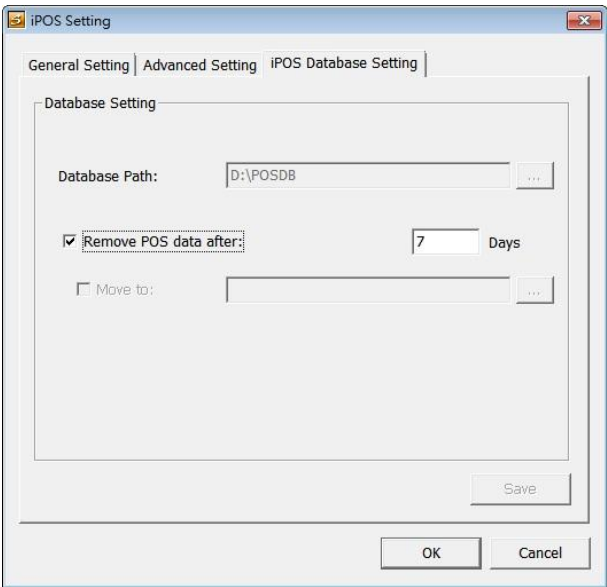 iPOS Setting
General Setting Advanced Setting iPOS Database Setting
Database Setting
Database Path: D:\POSDB ...
Remove POS data after: 7 Days
Move to: ...
Save
OK Cancel